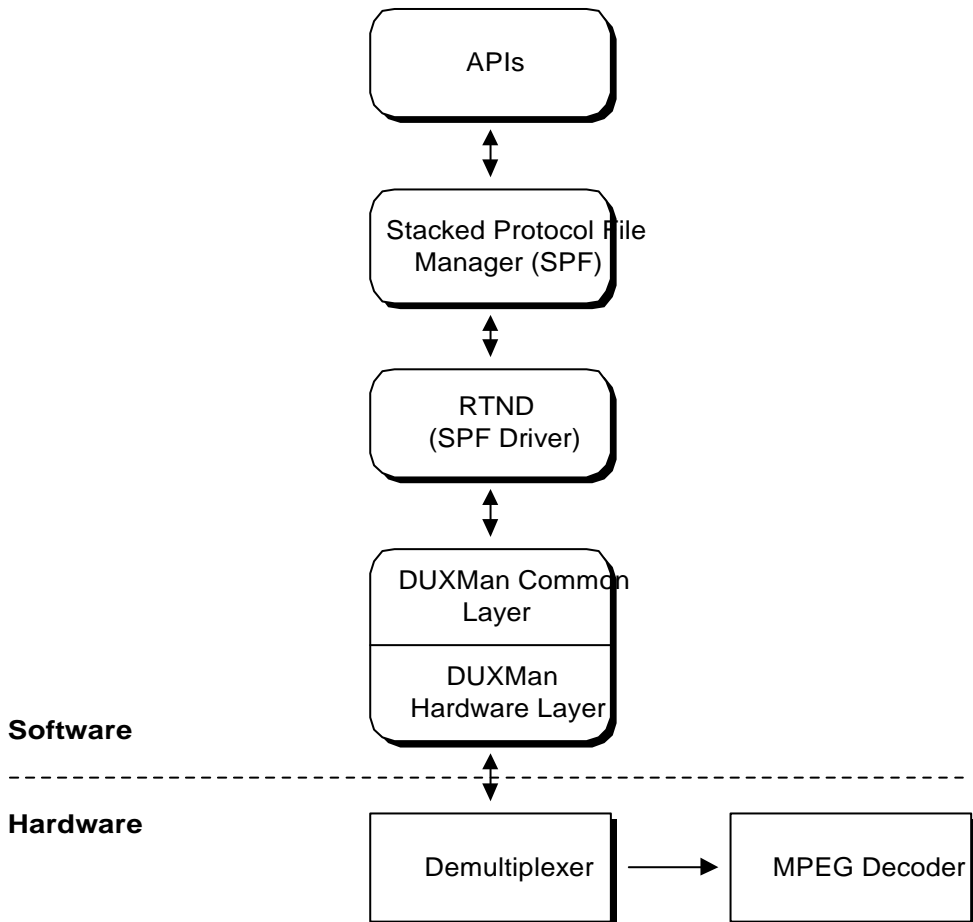 APIs
Stacked Protocol File
Manager (SPF)
RTND
(SPF Driver)
DUXMan Common
Layer
DUXMan
Hardware Layer
Software
Hardware
Demultiplexer
MPEG Decoder